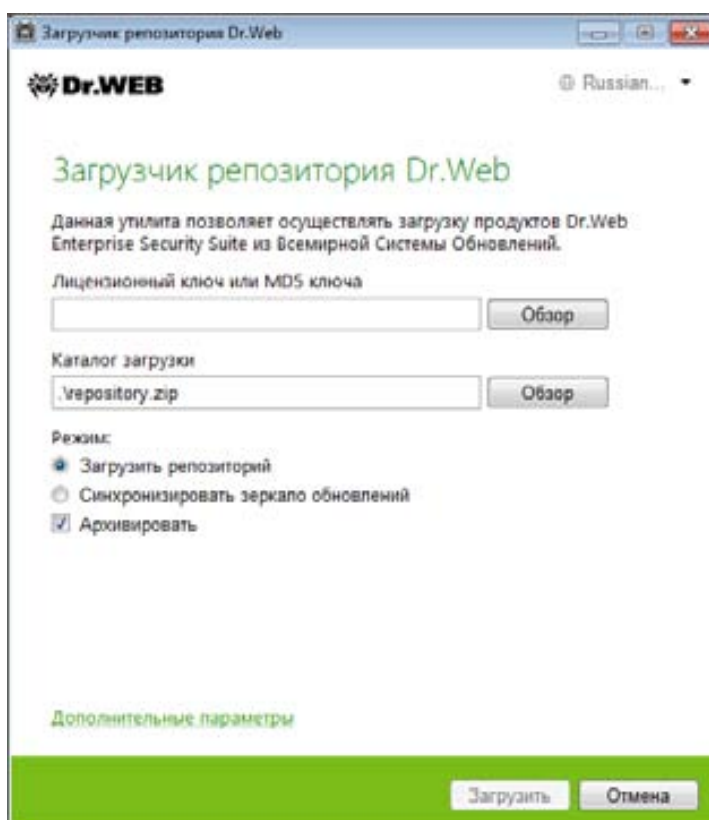 Загрузчик репозитория Dr.Web
Dr.WEB
Russian...
Загрузчик репозитория Dr.Web
Данная утилита позволяет осуществлять загрузку продуктов Dr.Web
Enterprise Security Suite из Всемирной Системы Обновлений.
Лицензионный ключ или MD5 ключа
Обзор
Каталог загрузки
.\repository.zip
Обзор
Режим:
Загрузить репозиторий
Синхронизировать зеркало обновлений
Архивировать
Дополнительные параметры
Загрузить
Отмена